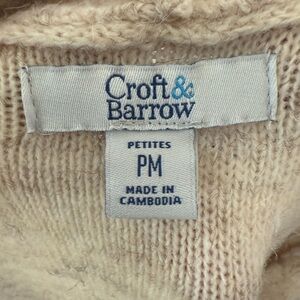 Croft &
Barrow
PETITES
PM
MADE IN
CAMBODIA